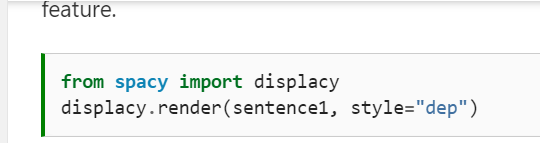 feature.
from spacy import displacy
displacy.render(sentence1, style="dep")